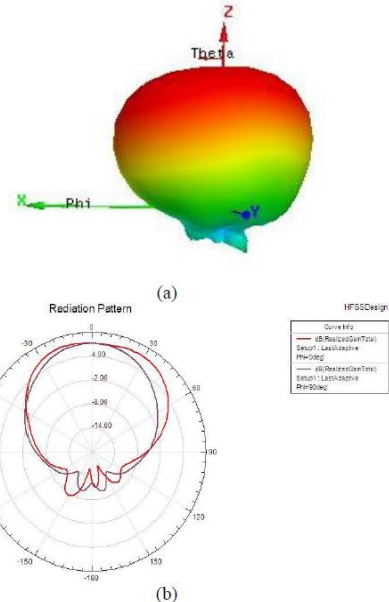 Z
Theta
X
Phi
Y
(a)
Radiation Pattern
HFSSDesign
0
-30
30
4.00
-2.00
-8.00
-14.00
60
90
120
-150
150
-180
Curve Info
dB(RealizedGainTotal)
Setup1 : LastAdaptive
Phi='0deg'
dB(RealizedGainTotal)
Setup1 : LastAdaptive
Phi='90deg'
(b)